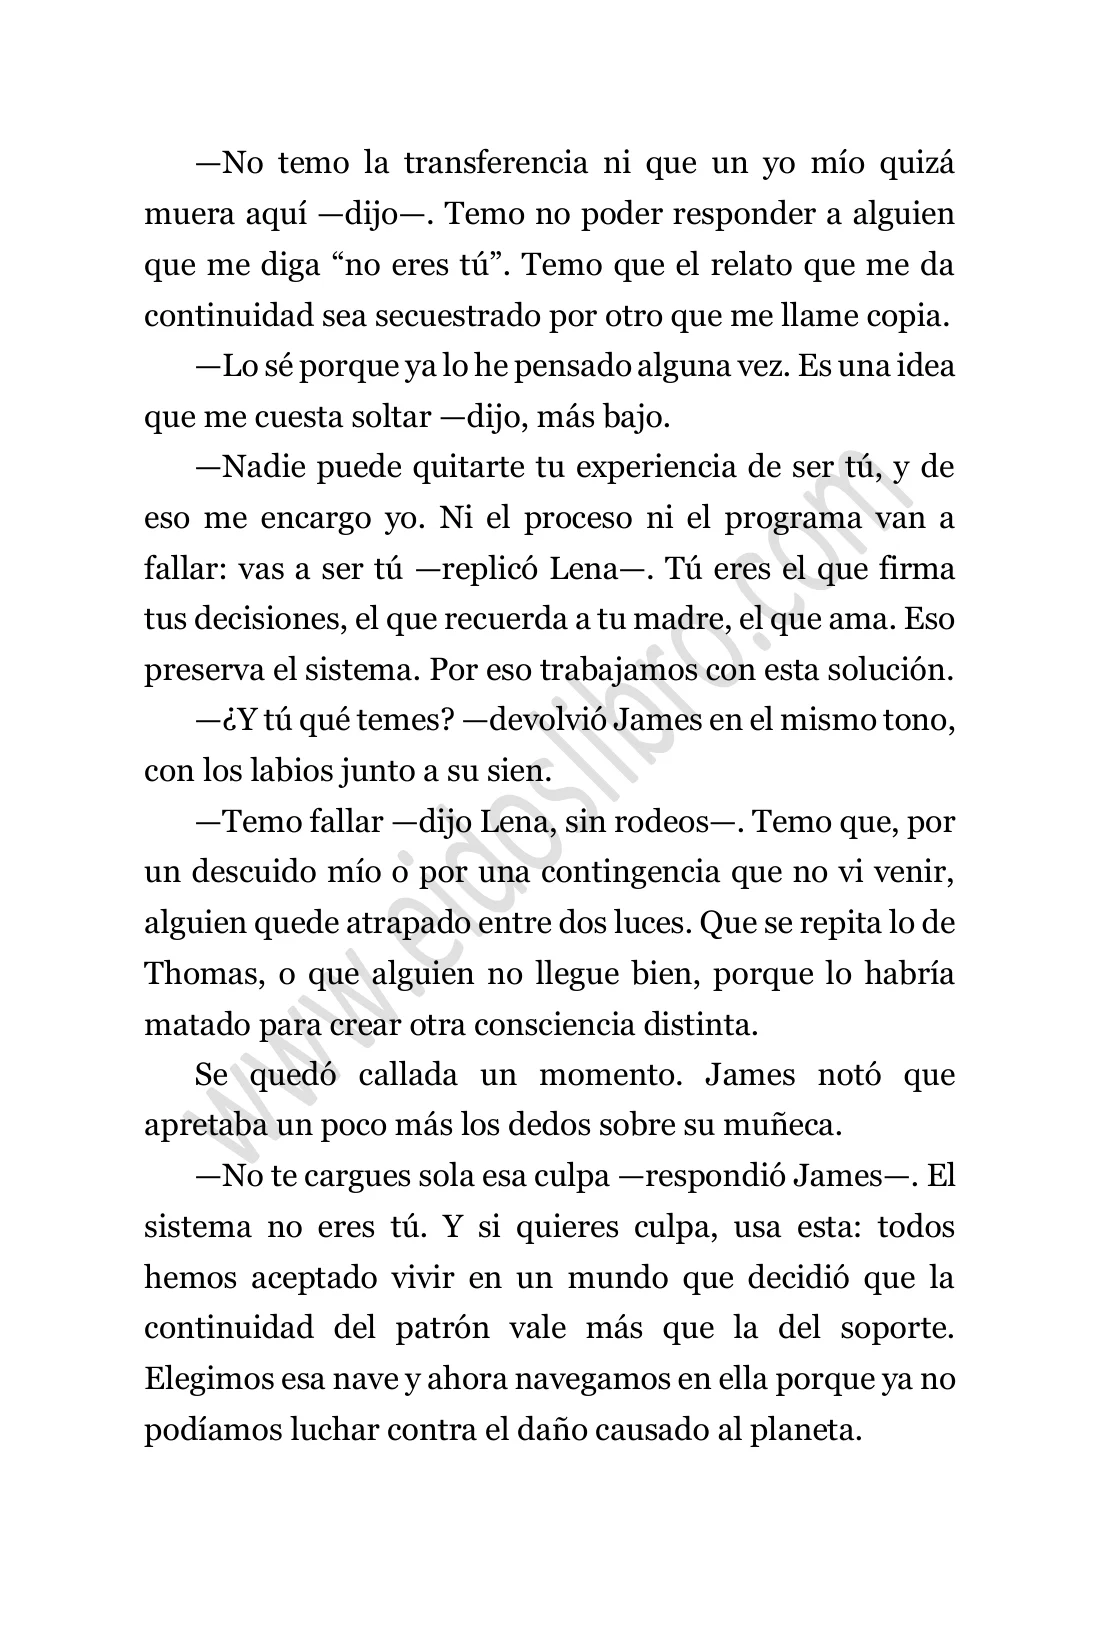 —No temo la transferencia ni que un yo mío quizá
muera aquí —dijo—. Temo no poder responder a alguien
que me diga “no eres tú”. Temo que el relato que me da
continuidad sea secuestrado por otro que me llame copia.
—Lo sé porque ya lo he pensado alguna vez. Es una idea
que me cuesta soltar —dijo, más bajo.
—Nadie puede quitarte tu experiencia de ser tú, y de
eso me encargo yo. Ni el proceso ni el programa van a
fallar: vas a ser tú —replicó Lena—. Tú eres el que firma
tus decisiones, el que recuerda a tu madre, el que ama. Eso
preserva el sistema. Por eso trabajamos con esta solución.
—¿Y tú qué temes? —devolvió James en el mismo tono,
con los labios junto a su sien.
—Temo fallar —dijo Lena, sin rodeos—. Temo que, por
un descuido mío o por una contingencia que no vi venir,
alguien quede atrapado entre dos luces. Que se repita lo de
Thomas, o que alguien no llegue bien, porque lo habría
matado para crear otra consciencia distinta.
Se quedó callada un momento. James notó que
apretaba un poco más los dedos sobre su muñeca.
—No te cargues sola esa culpa —respondió James—. El
sistema no eres tú. Y si quieres culpa, usa esta: todos
hemos aceptado vivir en un mundo que decidió que la
continuidad del patrón vale más que la del soporte.
Elegimos esa nave y ahora navegamos en ella porque ya no
podíamos luchar contra el daño causado al planeta.
www.eidoslibro.com